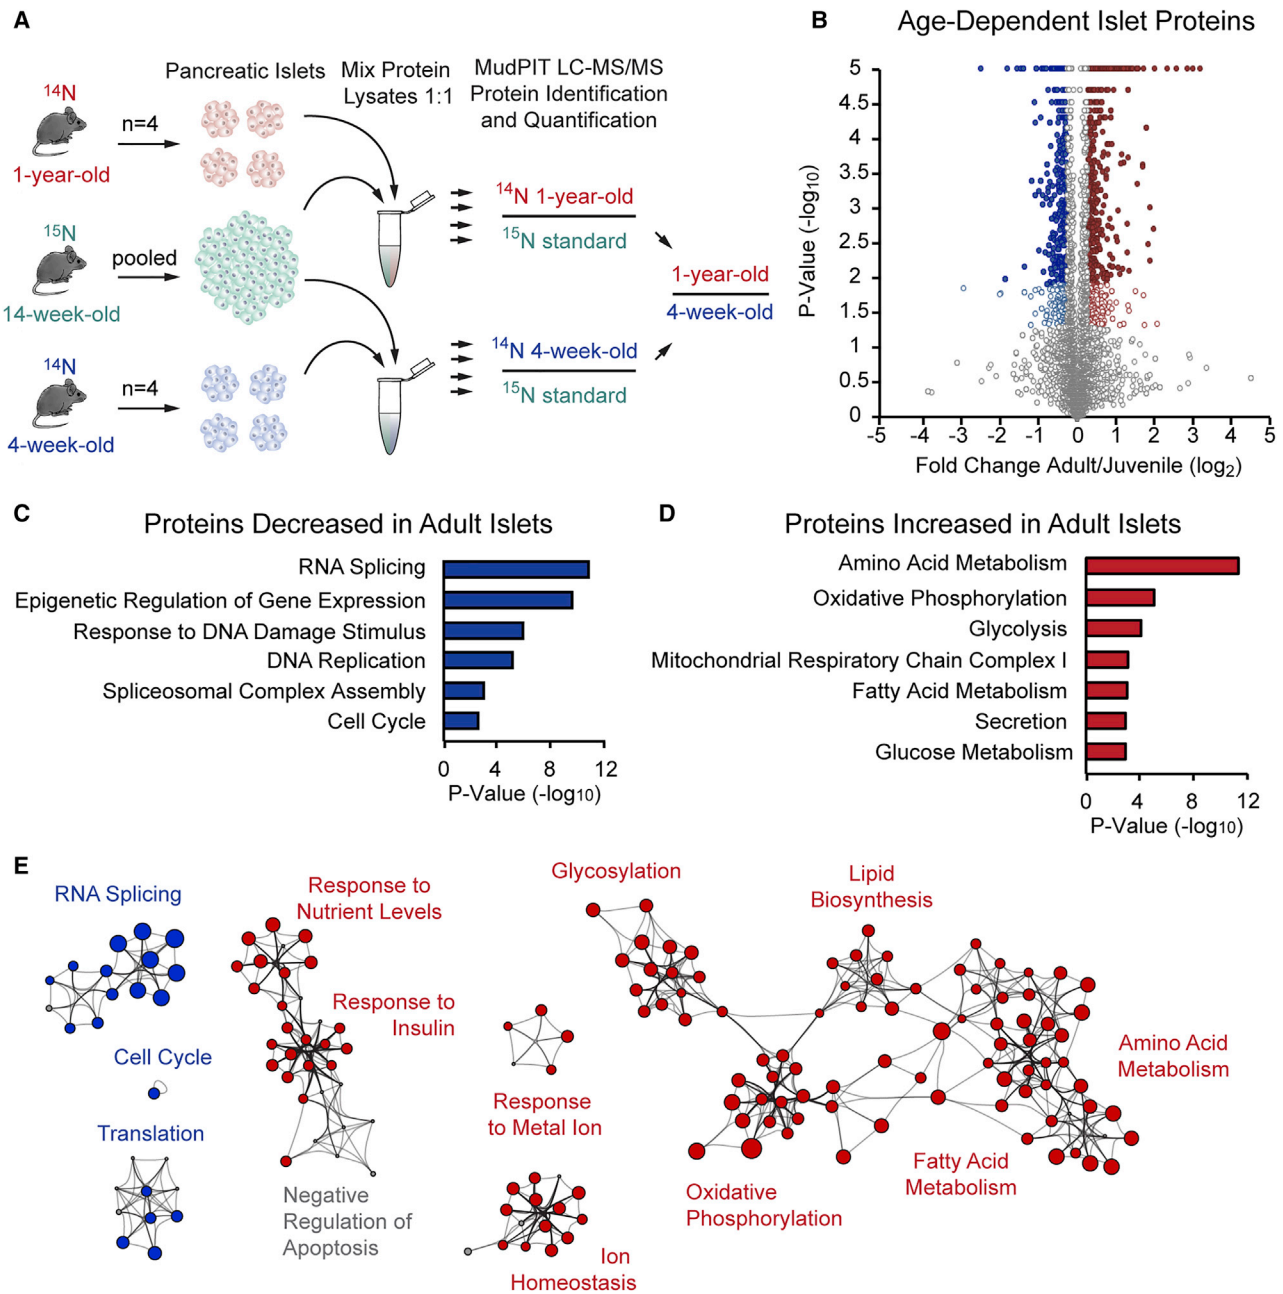 A
14N
1-year-old
n=4
Pancreatic Islets
Mix Protein
Lysates 1:1
MudPIT LC-MS/MS
Protein Identification
and Quantification
15N
14-week-old
pooled
14N
4-week-old
n=4
14N 1-year-old
15N standard
14N 4-week-old
15N standard
1-year-old
4-week-old
B
Age-Dependent Islet Proteins
P-Value (-log10)
5
4.5
4
3.5
3
2.5
2
1.5
1
0.5
0
-5 -4 -3 -2 -1 0 1 2 3 4 5
Fold Change Adult/Juvenile (log2)
C
Proteins Decreased in Adult Islets
RNA Splicing
Epigenetic Regulation of Gene Expression
Response to DNA Damage Stimulus
DNA Replication
Spliceosomal Complex Assembly
Cell Cycle
0 4 8 12
P-Value (-log10)
D
Proteins Increased in Adult Islets
Amino Acid Metabolism
Oxidative Phosphorylation
Glycolysis
Mitochondrial Respiratory Chain Complex I
Fatty Acid Metabolism
Secretion
Glucose Metabolism
0 4 8 12
P-Value (-log10)
E
RNA Splicing
Cell Cycle
Translation
Response to
Nutrient Levels
Response to
Insulin
Negative
Regulation of
Apoptosis
Response
to Metal Ion
Ion
Homeostasis
Glycosylation
Lipid
Biosynthesis
Amino Acid
Metabolism
Fatty Acid
Metabolism
Oxidative
Phosphorylation